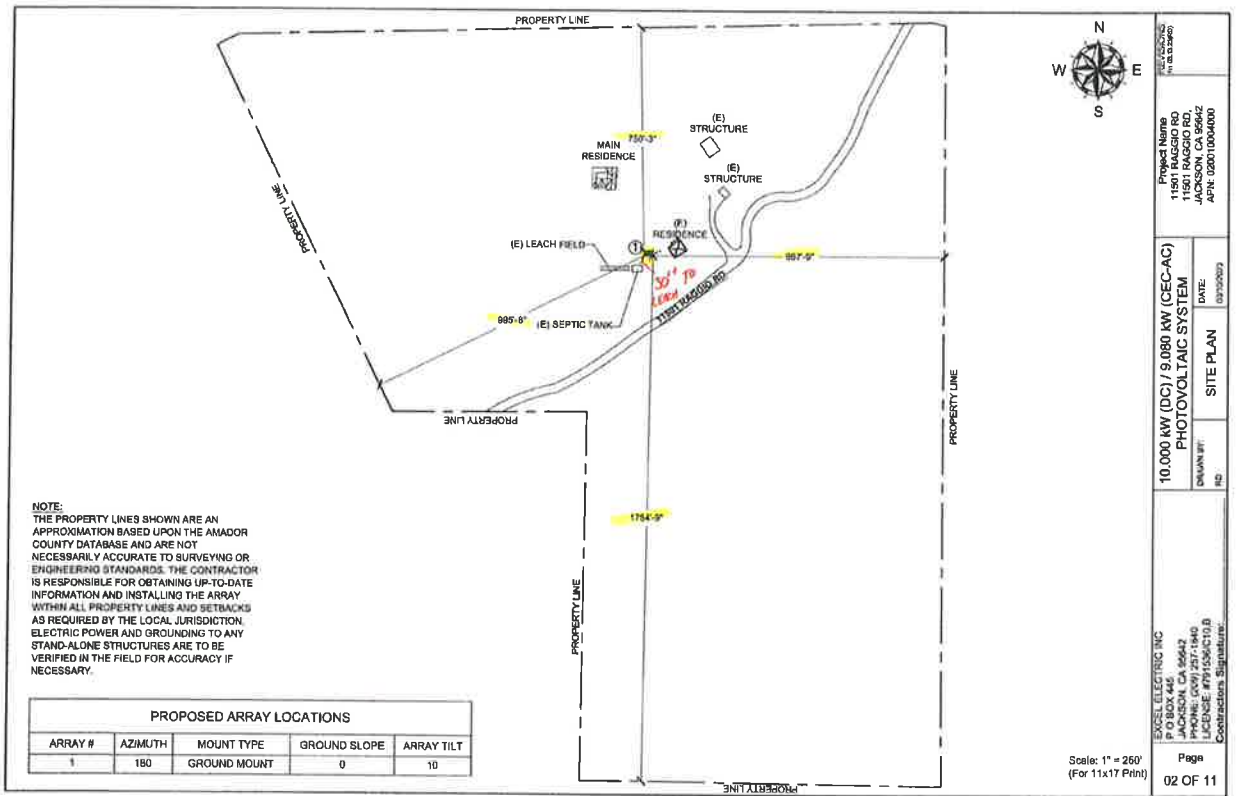 PROPERTY LINE
N
W E
S
750'-3"
(E)
STRUCTURE
MAIN
RESIDENCE
(E)
STRUCTURE
PROPERTY LINE
(E)
RESIDENCE
(E) LEACH FIELD
1
30" TO
LEACH
11501 RAGGIO RD
995'-8"
(E) SEPTIC TANK
PROPERTY LINE
PROPERTY LINE
1764'-9"
PROPERTY LINE
PROPERTY LINE
NOTE:
THE PROPERTY LINES SHOWN ARE AN
APPROXIMATION BASED UPON THE AMADOR
COUNTY DATABASE AND ARE NOT
NECESSARILY ACCURATE TO SURVEYING OR
ENGINEERING STANDARDS. THE CONTRACTOR
IS RESPONSIBLE FOR OBTAINING UP-TO-DATE
INFORMATION AND INSTALLING THE ARRAY
WITHIN ALL PROPERTY LINES AND SETBACKS
AS REQUIRED BY THE LOCAL JURISDICTION.
ELECTRIC POWER AND GROUNDING TO ANY
STAND-ALONE STRUCTURES ARE TO BE
VERIFIED IN THE FIELD FOR ACCURACY IF
NECESSARY.
PROPOSED ARRAY LOCATIONS
ARRAY # AZIMUTH MOUNT TYPE GROUND SLOPE ARRAY TILT
1 180 GROUND MOUNT 0 10
Scale: 1" = 250'
(For 11x17 Print)
REVISIONS:
Project Name
11501 RAGGIO RD
11501 RAGGIO RD,
JACKSON, CA 95642
APN: 020010004000
10.000 kW (DC) / 9.080 kW (CEC-AC)
PHOTOVOLTAIC SYSTEM
DRAWN BY:
RD
SITE PLAN
DATE:
EXCEL ELECTRIC INC
P O BOX 445
JACKSON, CA 95642
PHONE: (209) 257-1640
LICENSE: #791536/C10,B
Contractors Signature:
Page
02 OF 11